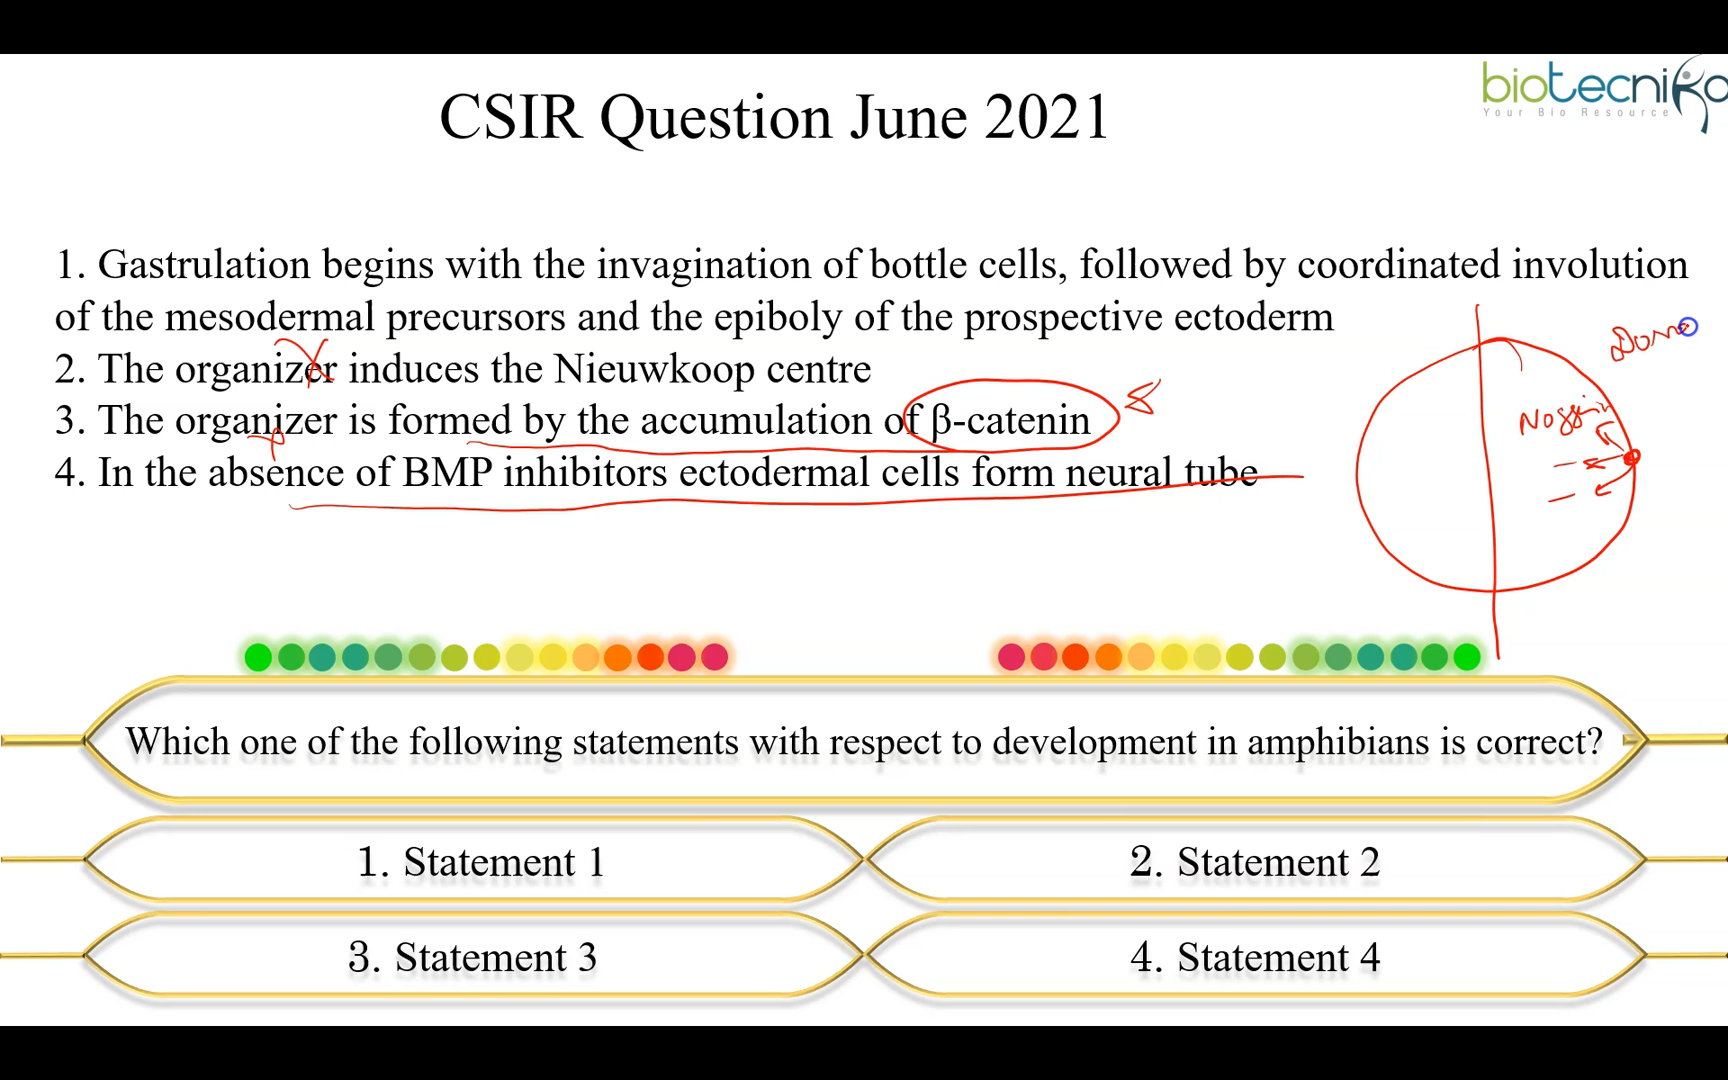 biotecnika
Your Bio Resource
CSIR Question June 2021
1. Gastrulation begins with the invagination of bottle cells, followed by coordinated involution
of the mesodermal precursors and the epiboly of the prospective ectoderm
2. The organizer induces the Nieuwkoop centre
3. The organizer is formed by the accumulation of β-catenin
4. In the absence of BMP inhibitors ectodermal cells form neural tube
Noggin
Which one of the following statements with respect to development in amphibians is correct?
1. Statement 1
2. Statement 2
3. Statement 3
4. Statement 4